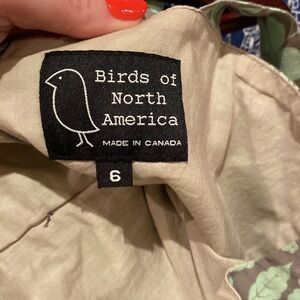 Birds of
North
America
MADE IN CANADA
6